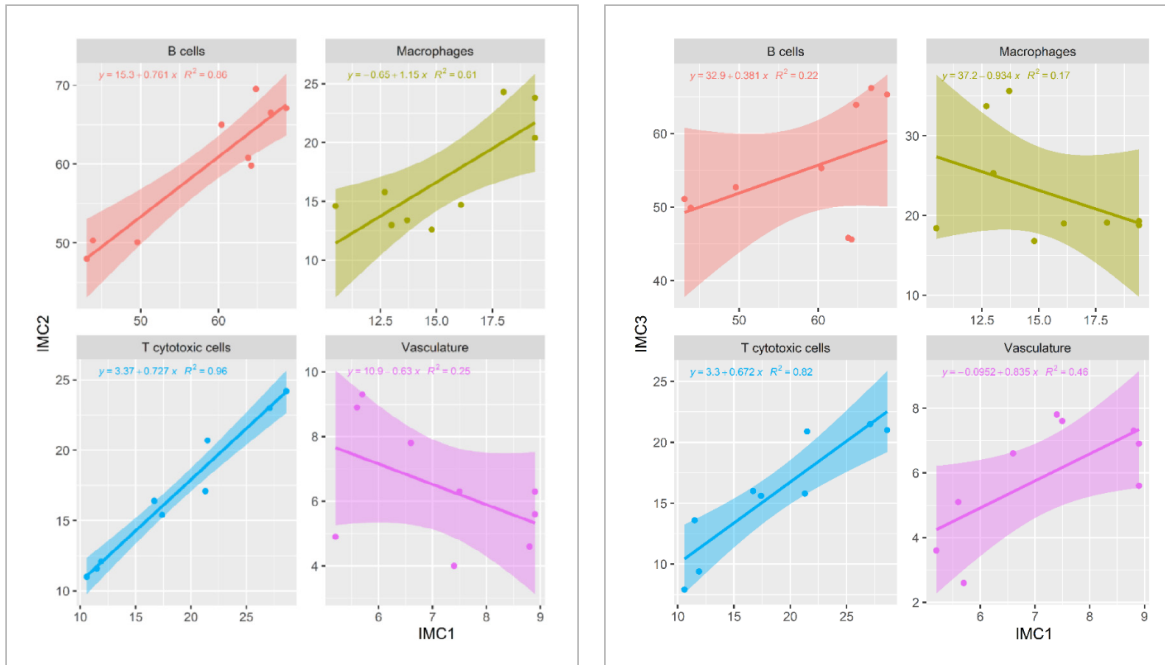 B cells
Macrophages
y = 15.3 + 0.761 x R² = 0.86
y = −0.65 + 1.15 x R² = 0.61
70
60
50
25
20
15
10
50
60
12.5
15.0
17.5
T cytotoxic cells
Vasculature
y = 3.37 + 0.727 x R² = 0.96
y = 10.9 − 0.63 x R² = 0.25
25
20
15
10
10
8
6
4
10
15
20
25
6
7
8
9
IMC2
IMC1
B cells
Macrophages
y = 32.9 + 0.381 x R² = 0.22
y = 37.2 − 0.934 x R² = 0.17
60
50
40
30
20
10
50
60
12.5
15.0
17.5
T cytotoxic cells
Vasculature
y = 3.3 + 0.672 x R² = 0.82
y = −0.0952 + 0.835 x R² = 0.46
25
20
15
10
8
6
4
2
10
15
20
25
6
7
8
9
IMC3
IMC1